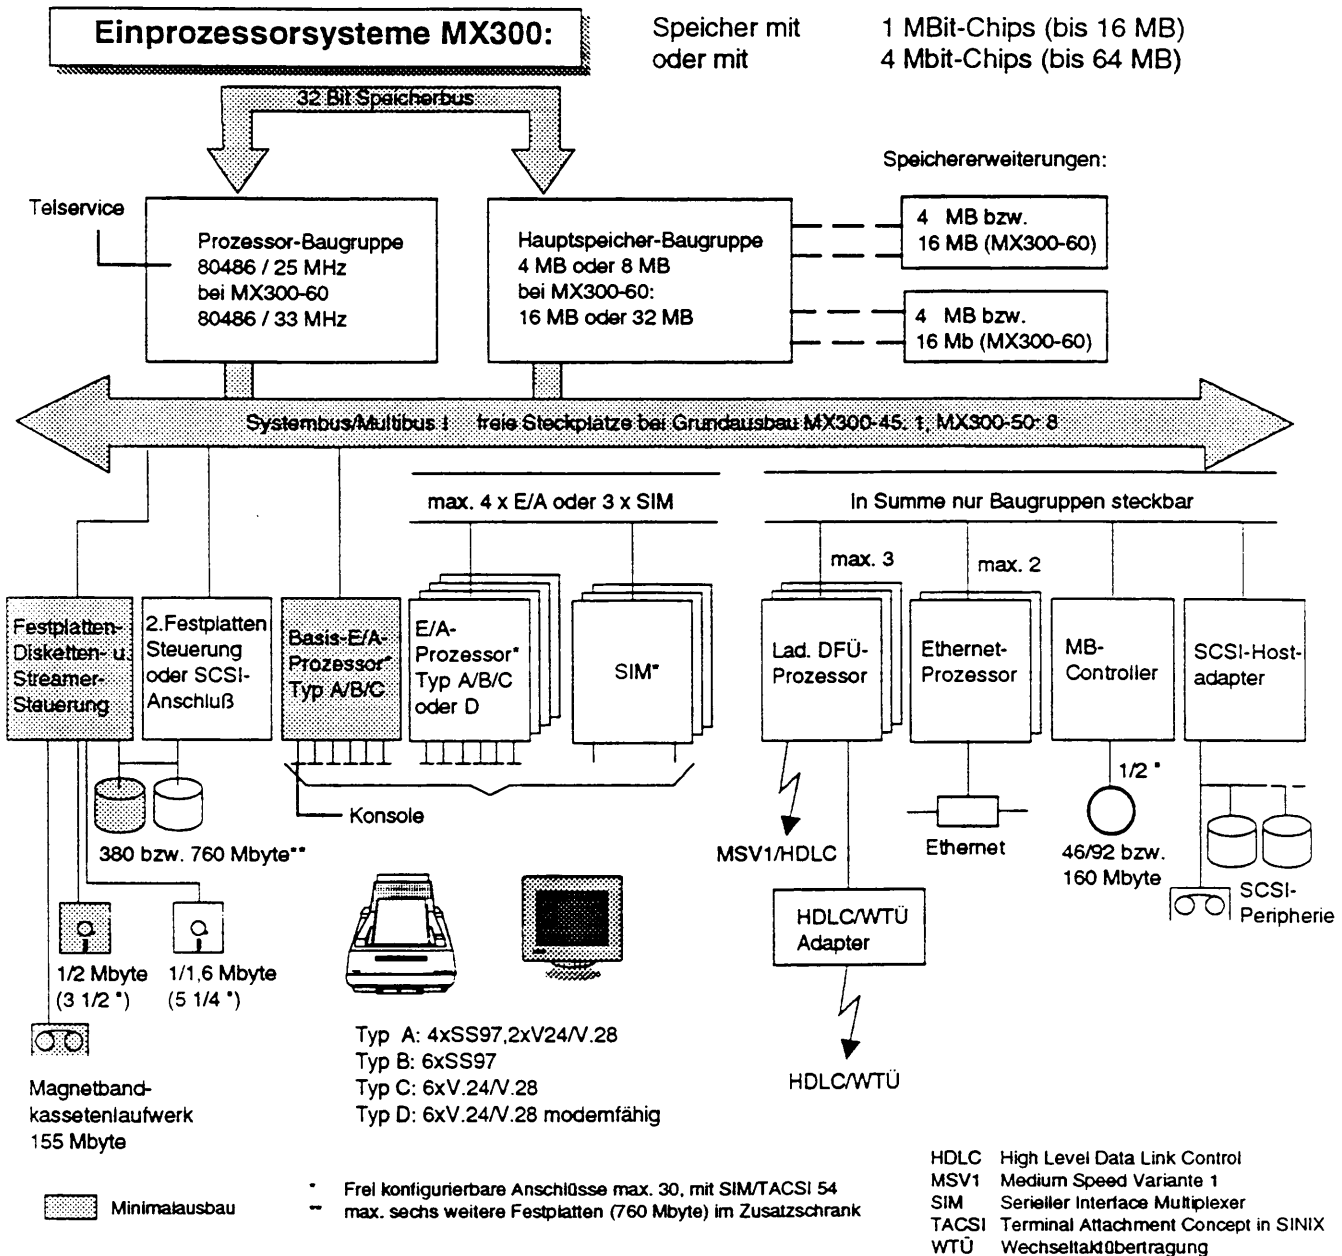 Einprozessorsysteme MX300:
Speicher mit 1 MBit-Chips (bis 16 MB)
oder mit 4 Mbit-Chips (bis 64 MB)
32 Bit Speicherbus
Speichererweiterungen:
Telservice
Prozessor-Baugruppe
80486 / 25 MHz
bei MX300-60
80486 / 33 MHz
Hauptspeicher-Baugruppe
4 MB oder 8 MB
bei MX300-60:
16 MB oder 32 MB
4 MB bzw.
16 MB (MX300-60)
4 MB bzw.
16 Mb (MX300-60)
Systembus/Multibus I freie Steckplätze bei Grundausbau MX300-45: 1, MX300-50: 8
max. 4 x E/A oder 3 x SIM
In Summe nur Baugruppen steckbar
max. 3
max. 2
Festplatten-
Disketten- u.
Streamer-
Steuerung
2.Festplatten
Steuerung
oder SCSI-
Anschluß
Basis-E/A-
Prozessor*
Typ A/B/C
E/A-
Prozessor*
Typ A/B/C
oder D
SIM*
Lad. DFÜ-
Prozessor
Ethernet-
Prozessor
MB-
Controller
SCSI-Host-
adapter
Konsole
380 bzw. 760 Mbyte**
MSV1/HDLC
Ethernet
1/2 "
46/92 bzw.
160 Mbyte
SCSI-
Peripherie
HDLC/WTÜ
Adapter
1/2 Mbyte
(3 1/2 ")
1/1,6 Mbyte
(5 1/4 ")
HDLC/WTÜ
Magnetband-
kassetenlaufwerk
155 Mbyte
Typ A: 4xSS97,2xV24/V.28
Typ B: 6xSS97
Typ C: 6xV.24/V.28
Typ D: 6xV.24/V.28 modemfähig
Minimalausbau
* Frei konfigurierbare Anschlüsse max. 30, mit SIM/TACSI 54
** max. sechs weitere Festplatten (760 Mbyte) im Zusatzschrank
HDLC High Level Data Link Control
MSV1 Medium Speed Variante 1
SIM Serieller Interface Multiplexer
TACSI Terminal Attachment Concept in SINIX
WTÜ Wechseltaktübertragung